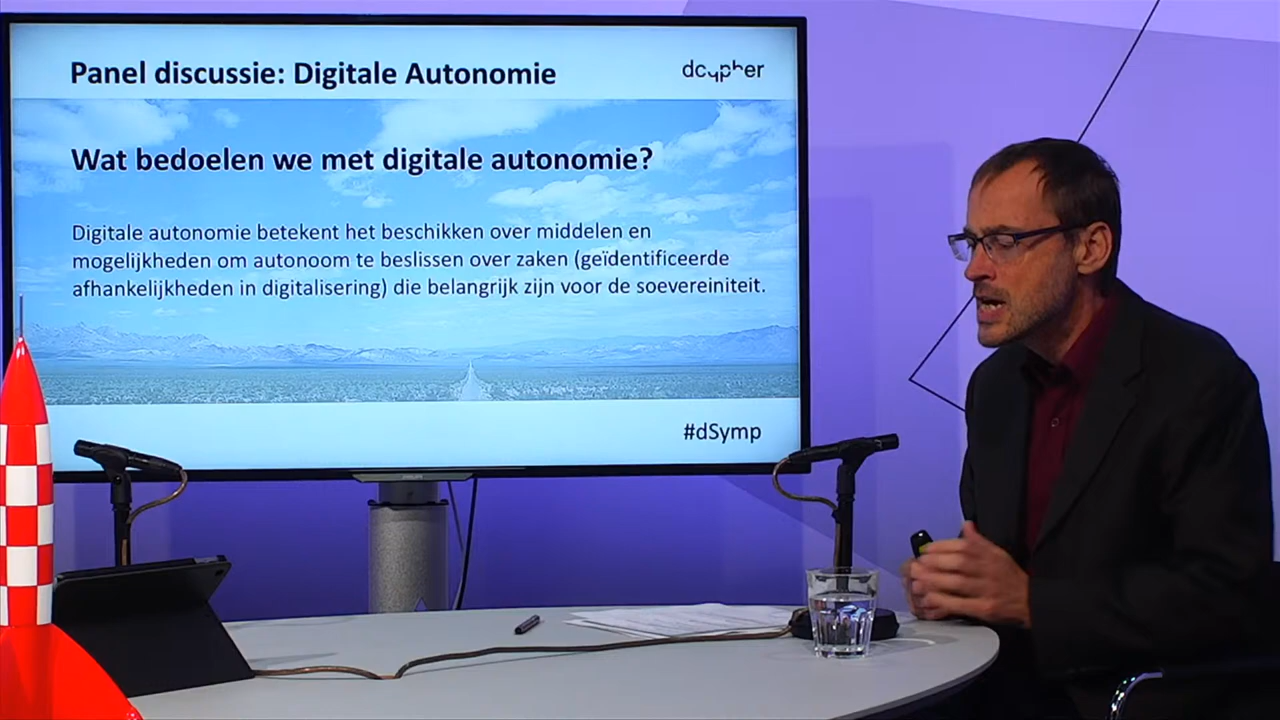 Panel discussie: Digitale Autonomie
dcypher
Wat bedoelen we met digitale autonomie?
Digitale autonomie betekent het beschikken over middelen en
mogelijkheden om autonoom te beslissen over zaken (geïdentificeerde
afhankelijkheden in digitalisering) die belangrijk zijn voor de soevereiniteit.
#dSymp
PHILIPS